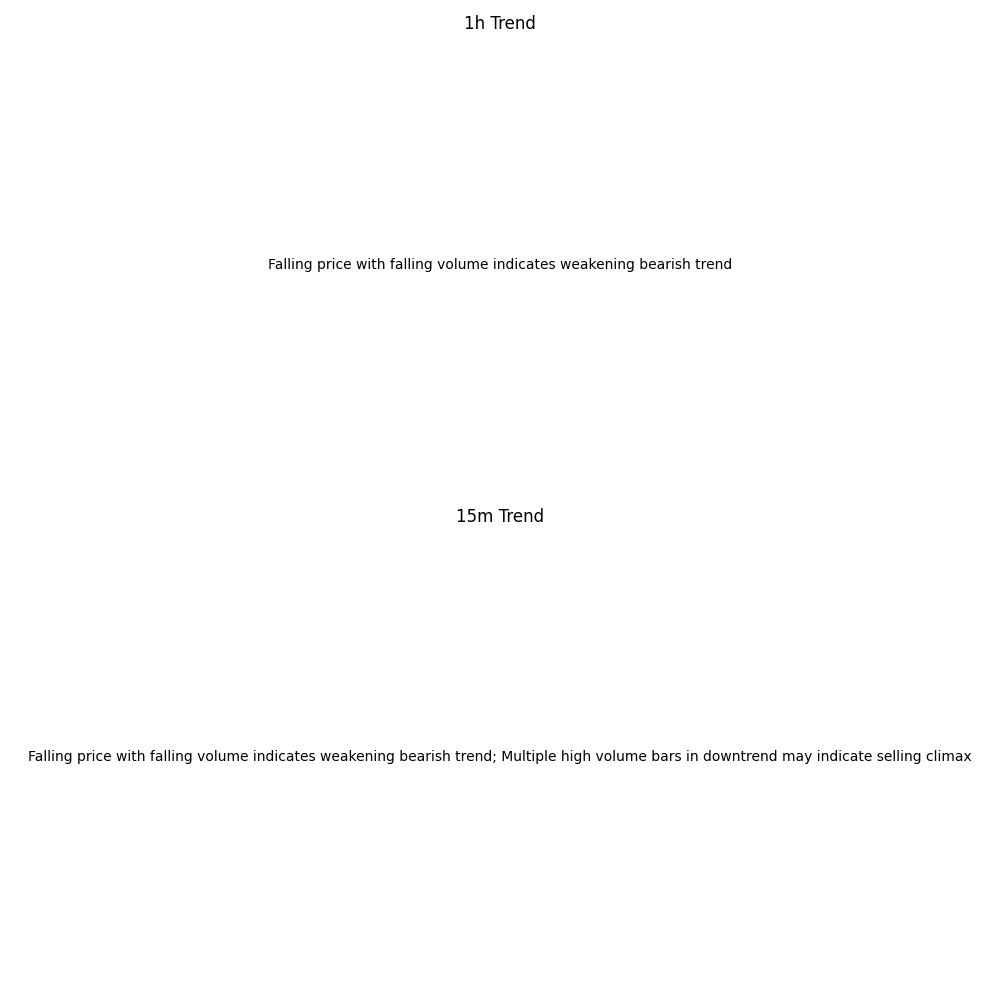 1h Trend
Falling price with falling volume indicates weakening bearish trend
15m Trend
Falling price with falling volume indicates weakening bearish trend; Multiple high volume bars in downtrend may indicate selling climax